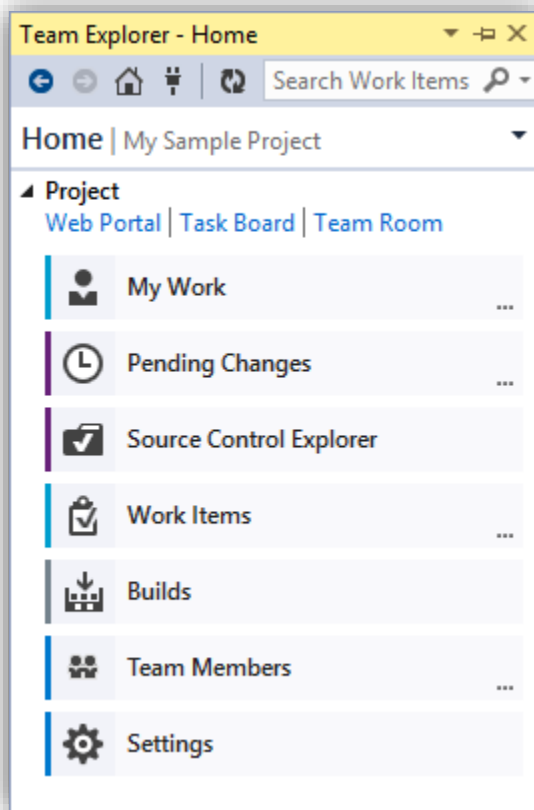 Team Explorer - Home
Search Work Items
Home | My Sample Project
Project
Web Portal | Task Board | Team Room
My Work
...
Pending Changes
...
Source Control Explorer
Work Items
...
Builds
Team Members
...
Settings